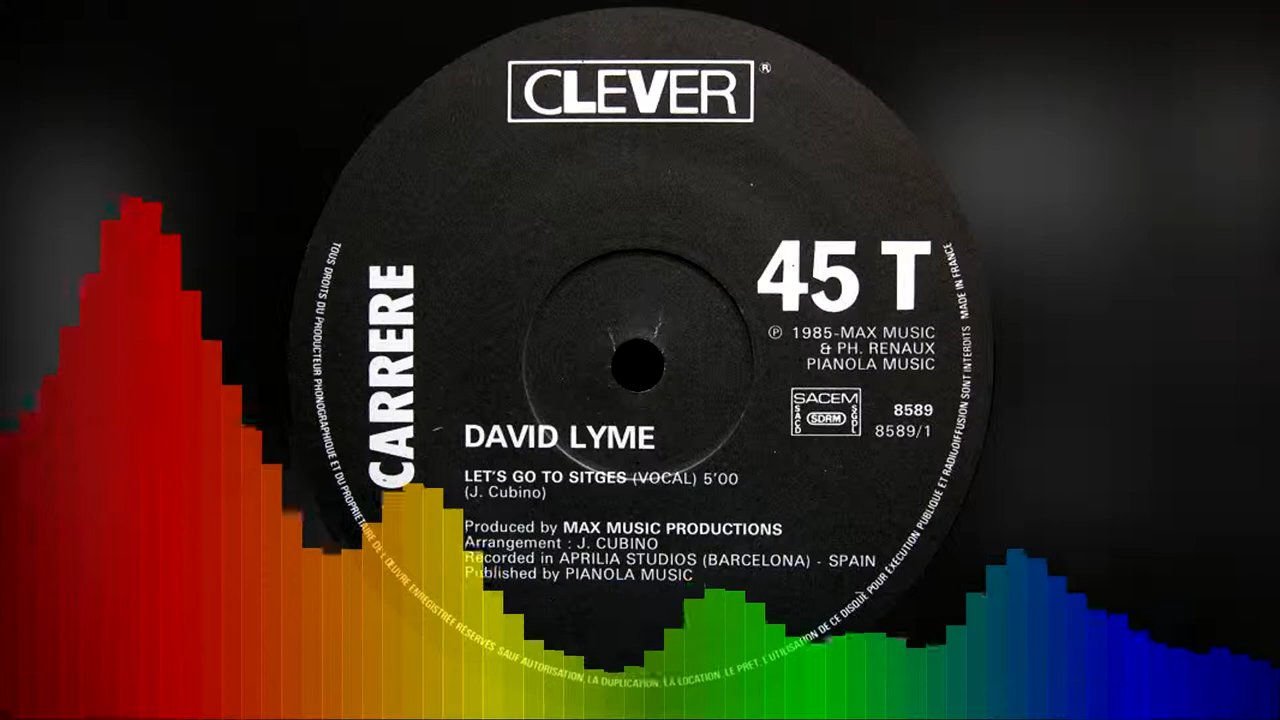 CLEVER®
CARRERE
45 T
Ⓟ 1985-MAX MUSIC
& PH. RENAUX
PIANOLA MUSIC
SACEM
SACD
SDRM
SGDL
8589
8589/1
DAVID LYME
LET'S GO TO SITGES (VOCAL) 5'00
(J. Cubino)
Produced by MAX MUSIC PRODUCTIONS
Arrangement : J. CUBINO
Recorded in APRILIA STUDIOS (BARCELONA) - SPAIN
Published by PIANOLA MUSIC
TOUS DROITS DU PRODUCTEUR PHONOGRAPHIQUE ET DU PROPRIETAIRE DE L'ŒUVRE ENREGISTREE RESERVES. SAUF AUTORISATION, LA DUPLICATION, LA LOCATION, LE PRET, L'UTILISATION DE CE DISQUE POUR EXECUTION PUBLIQUE ET RADIODIFFUSION SONT INTERDITS MADE IN FRANCE